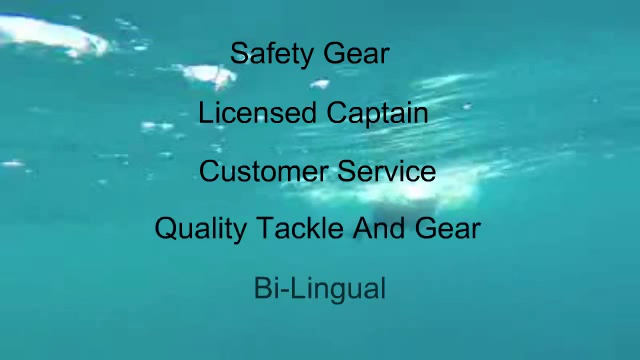 Safety Gear
Licensed Captain
Customer Service
Quality Tackle And Gear
Bi-Lingual